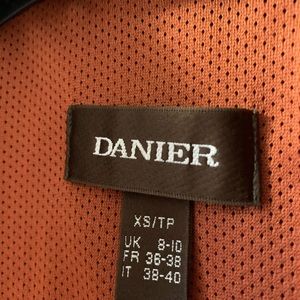 DANIER
XS/TP
UK 8-10
FR 36-38
IT 38-40